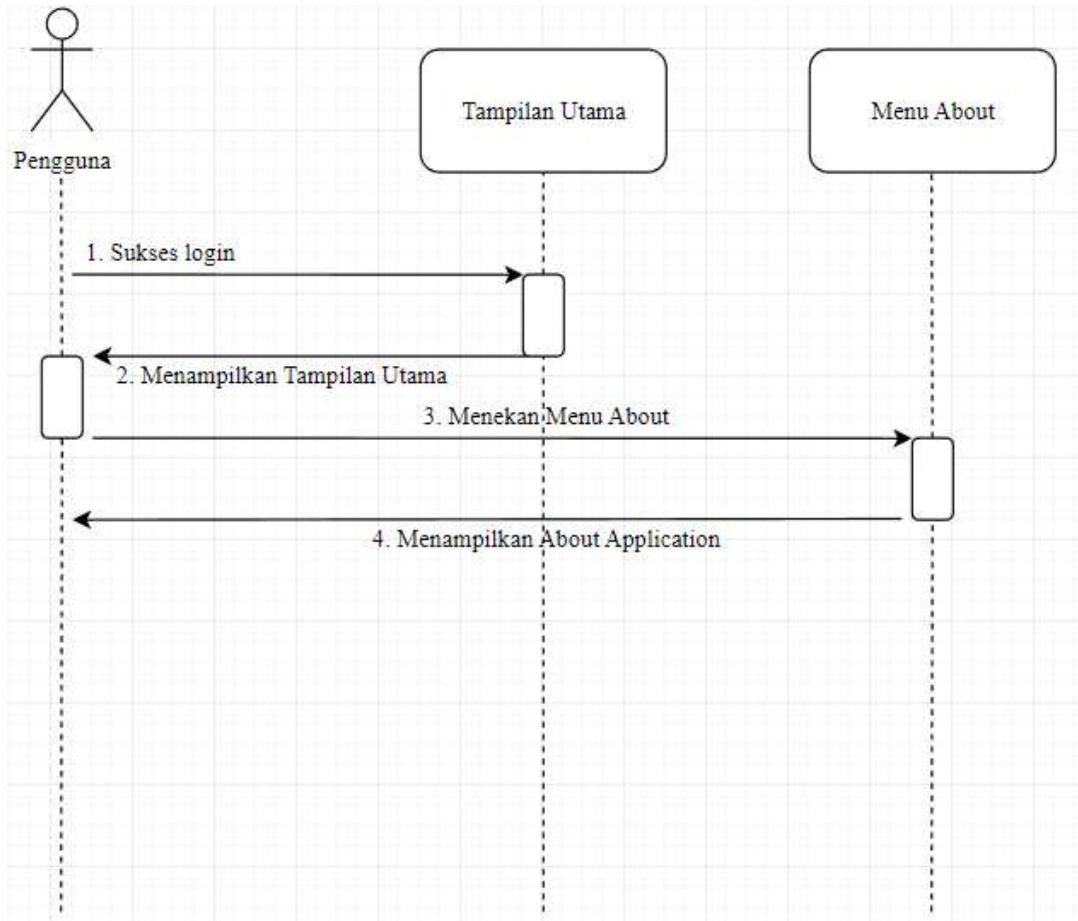 Tampilan Utama
Menu About
Pengguna
1. Sukses login
2. Menampilkan Tampilan Utama
3. Menekan Menu About
4. Menampilkan About Application